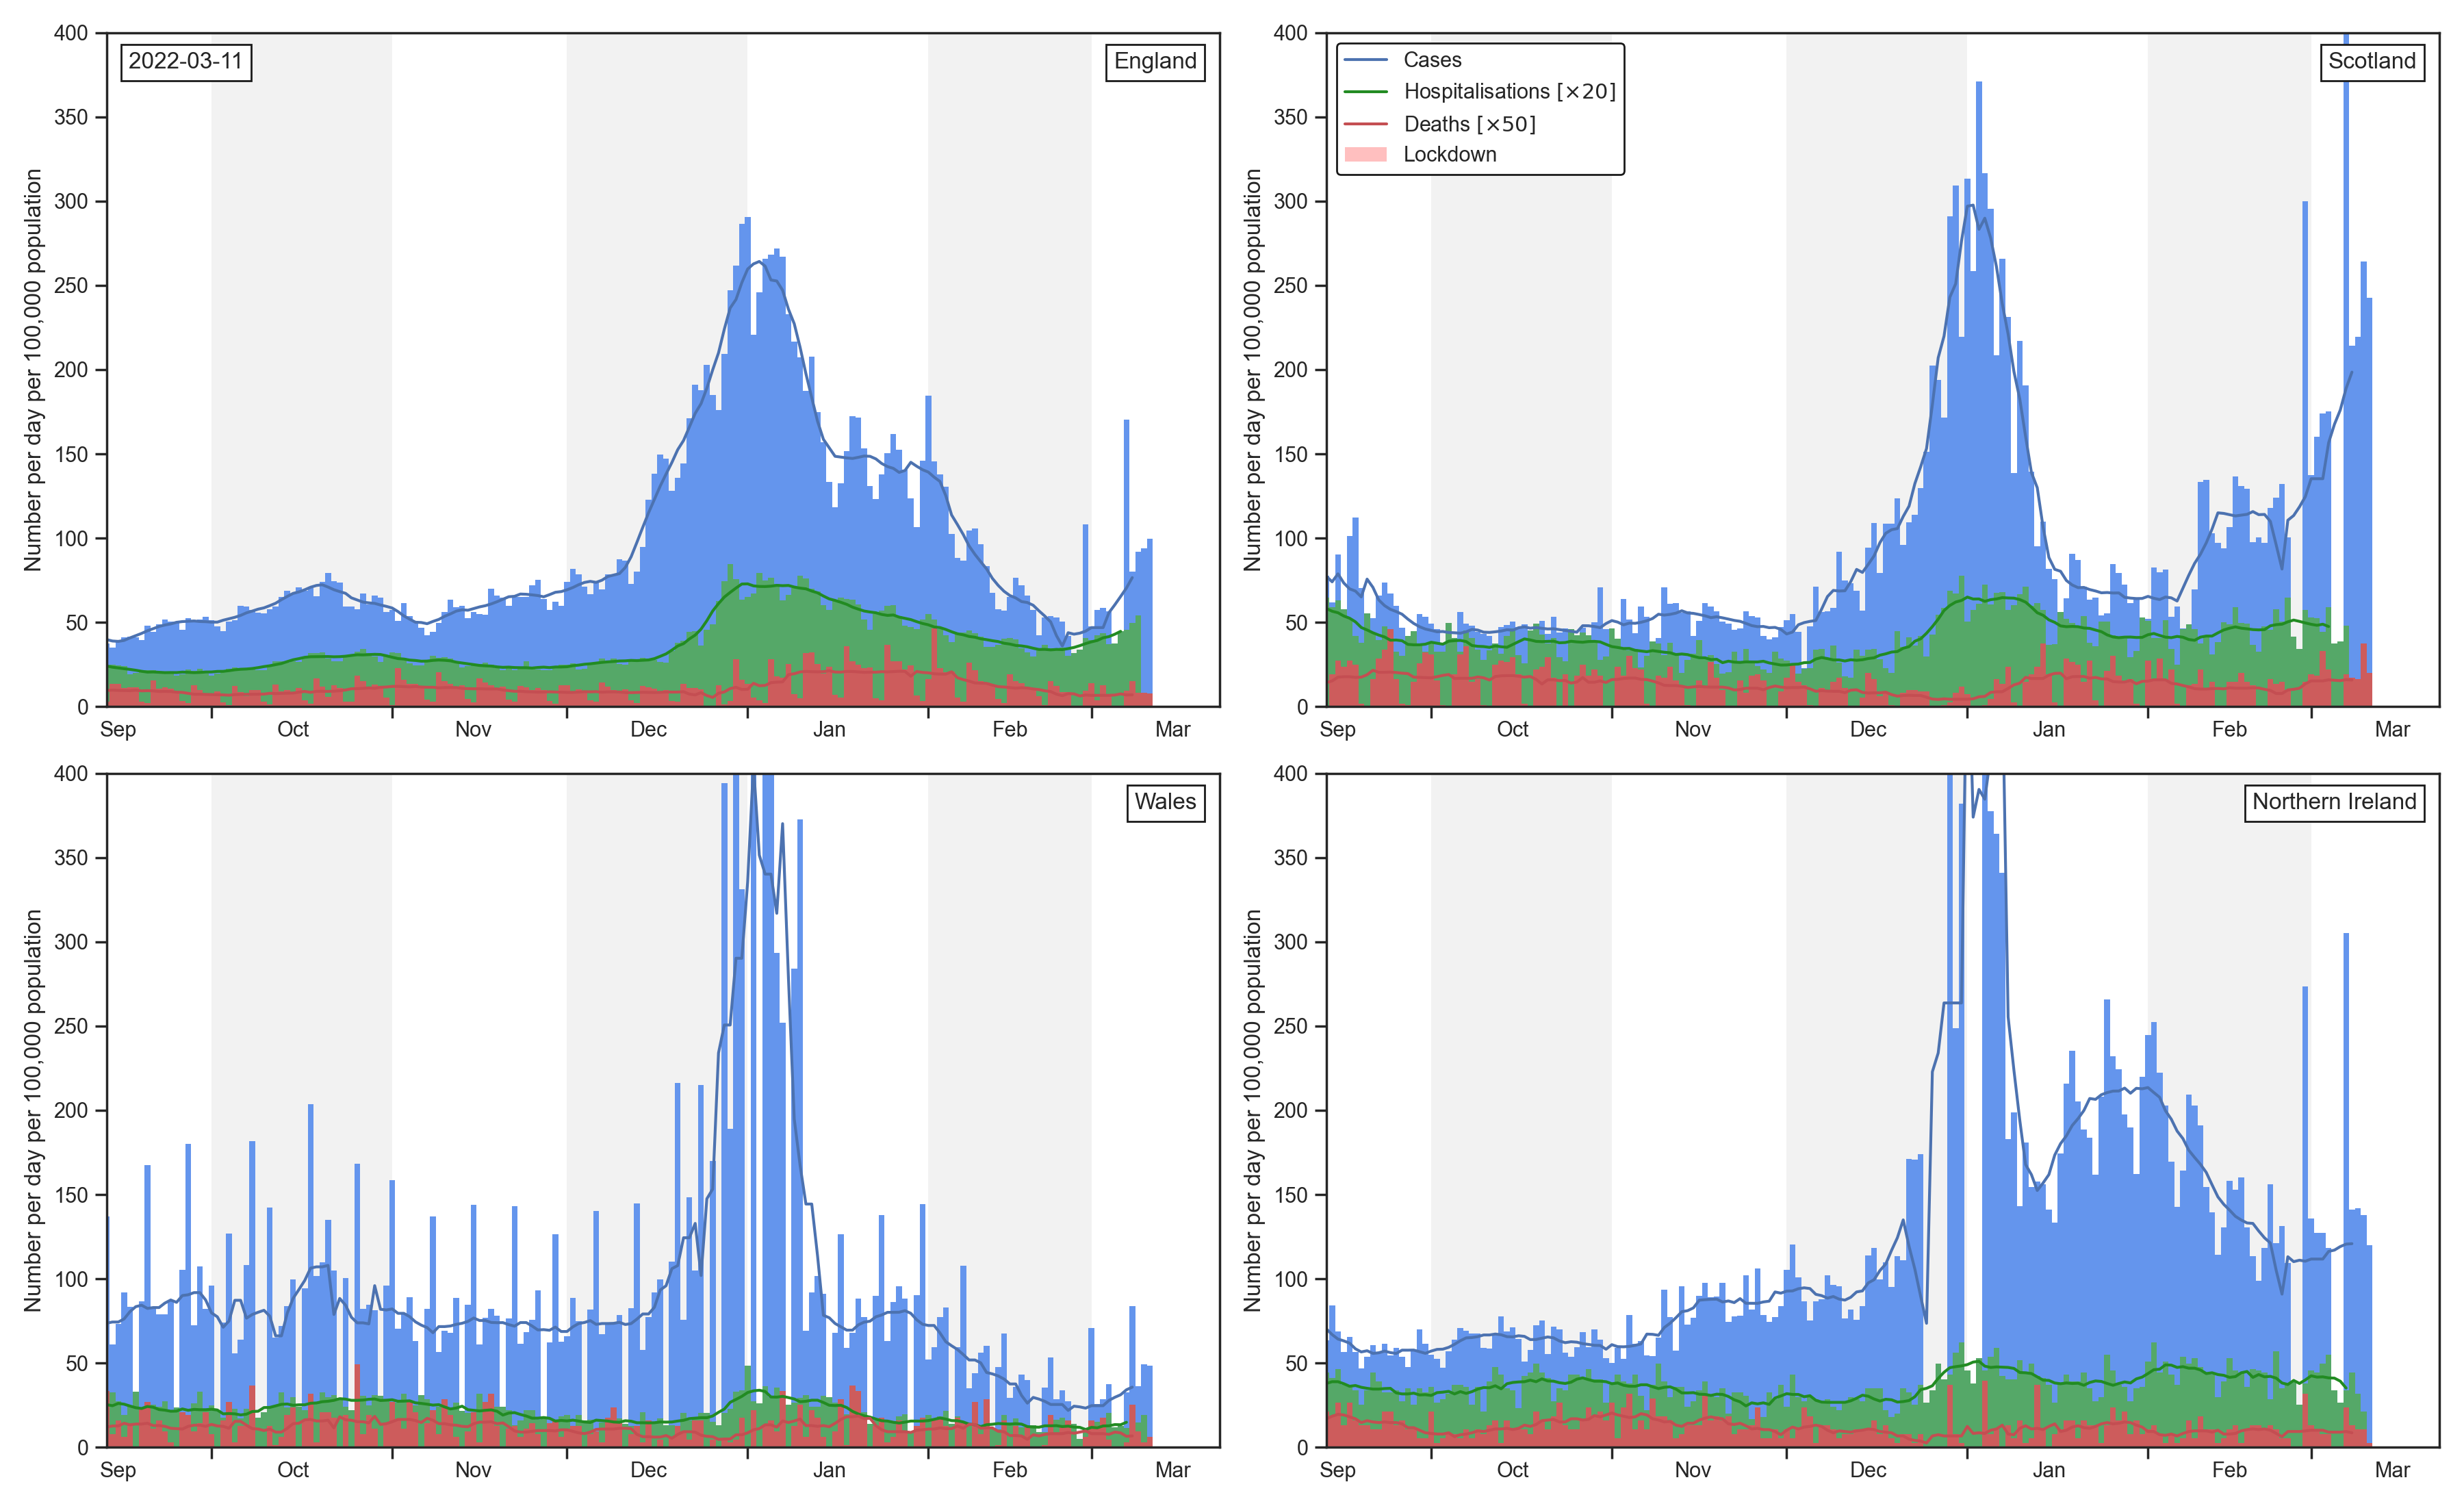 2022-03-11
England
Number per day per 100,000 population
400
350
300
250
200
150
100
50
0
Sep Oct Nov Dec Jan Feb Mar
Cases
Hospitalisations [×20]
Deaths [×50]
Lockdown
Scotland
Number per day per 100,000 population
400
350
300
250
200
150
100
50
0
Sep Oct Nov Dec Jan Feb Mar
Wales
Number per day per 100,000 population
400
350
300
250
200
150
100
50
0
Sep Oct Nov Dec Jan Feb Mar
Northern Ireland
Number per day per 100,000 population
400
350
300
250
200
150
100
50
0
Sep Oct Nov Dec Jan Feb Mar